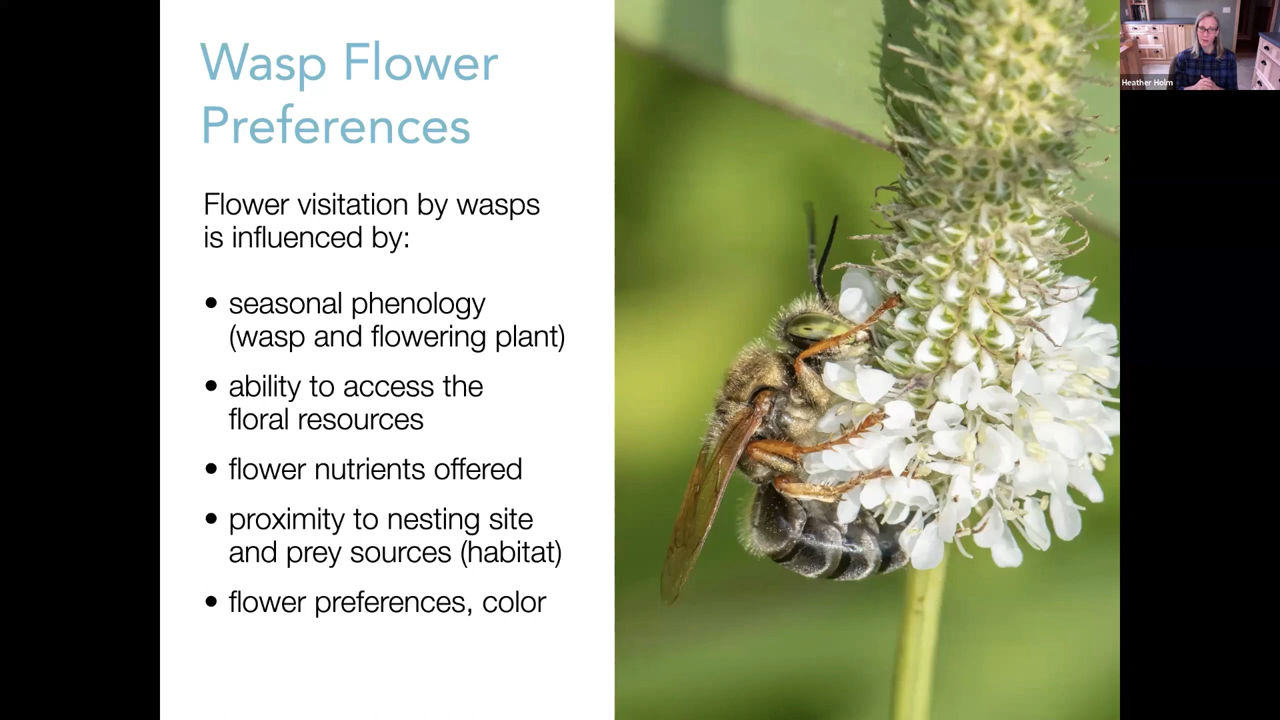 Wasp Flower
Preferences
Flower visitation by wasps
is influenced by:
• seasonal phenology
(wasp and flowering plant)
• ability to access the
floral resources
• flower nutrients offered
• proximity to nesting site
and prey sources (habitat)
• flower preferences, color
Heather Holm